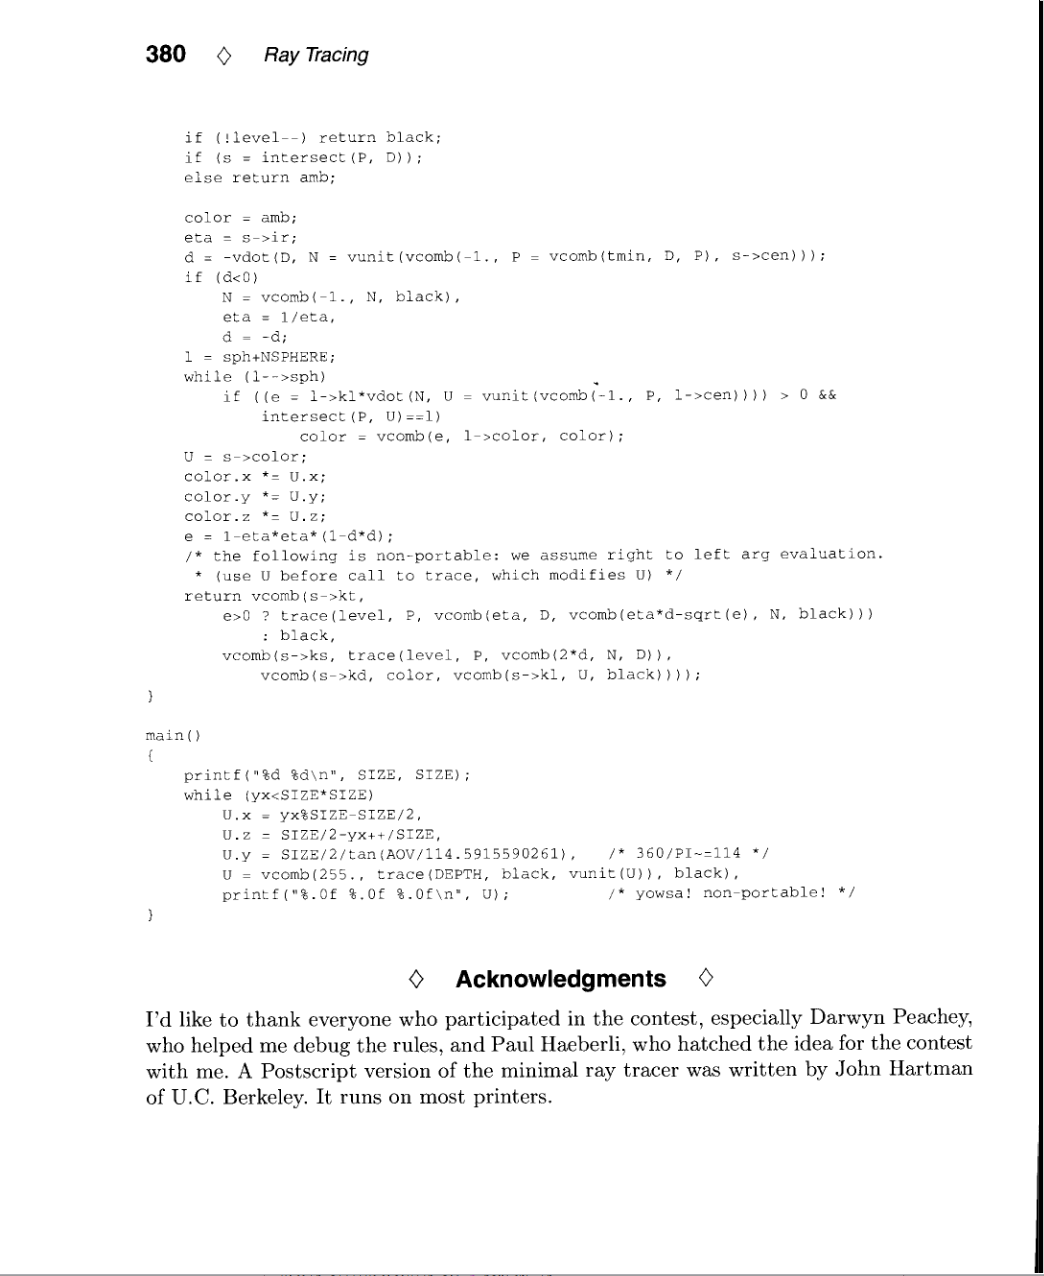 380 ◇ Ray Tracing
if (!level--) return black;
if (s = intersect(P, D));
else return amb;
color = amb;
eta = s->ir;
d = -vdot(D, N = vunit(vcomb(-1., P = vcomb(tmin, D, P), s->cen)));
if (d<0)
N = vcomb(-1., N, black),
eta = 1/eta,
d = -d;
l = sph+NSPHERE;
while (l-->sph)
if ((e = l->kl*vdot(N, U = vunit(vcomb(-1., P, l->cen)))) > 0 &&
intersect(P, U)==l)
color = vcomb(e, l->color, color);
U = s->color;
color.x *= U.x;
color.y *= U.y;
color.z *= U.z;
e = 1-eta*eta*(1-d*d);
/* the following is non-portable: we assume right to left arg evaluation.
* (use U before call to trace, which modifies U) */
return vcomb(s->kt,
e>0 ? trace(level, P, vcomb(eta, D, vcomb(eta*d-sqrt(e), N, black)))
: black,
vcomb(s->ks, trace(level, P, vcomb(2*d, N, D)),
vcomb(s->kd, color, vcomb(s->kl, U, black))));
}
main()
{
printf("%d %d\n", SIZE, SIZE);
while (yx<SIZE*SIZE)
U.x = yx%SIZE-SIZE/2,
U.z = SIZE/2-yx++/SIZE,
U.y = SIZE/2/tan(AOV/114.5915590261), /* 360/PI~=114 */
U = vcomb(255., trace(DEPTH, black, vunit(U)), black),
printf("%.0f %.0f %.0f\n", U); /* yowsa! non-portable! */
}
◇ Acknowledgments ◇
I'd like to thank everyone who participated in the contest, especially Darwyn Peachey,
who helped me debug the rules, and Paul Haeberli, who hatched the idea for the contest
with me. A Postscript version of the minimal ray tracer was written by John Hartman
of U.C. Berkeley. It runs on most printers.